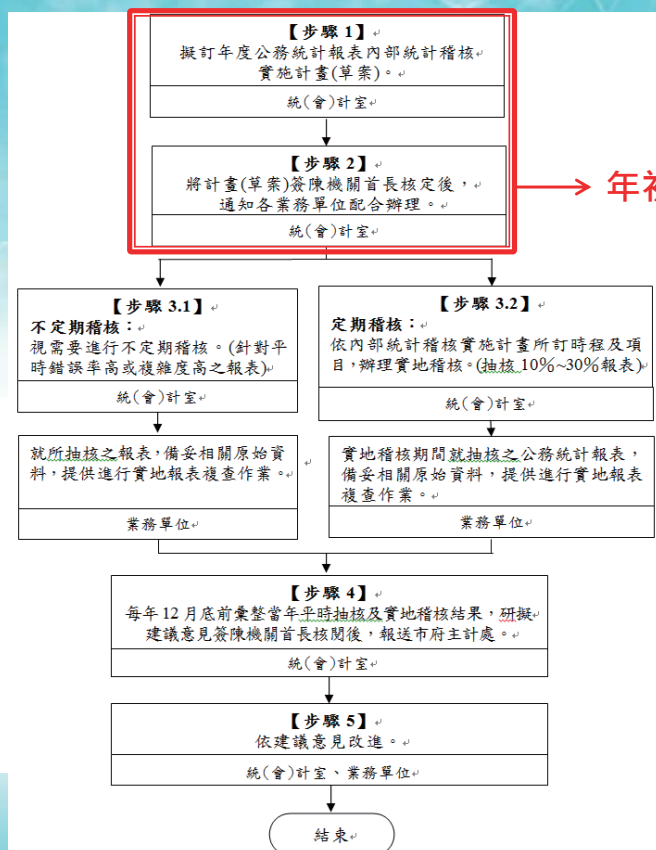 【步驟 1】
擬訂年度公務統計報表內部統計稽核
實施計畫(草案)。
統(會)計室
【步驟 2】
將計畫(草案)簽陳機關首長核定後，
通知各業務單位配合辦理。
統(會)計室
年初
【步驟 3.1】
不定期稽核：
視需要進行不定期稽核。(針對平
時錯誤率高或複雜度高之報表)
統(會)計室
【步驟 3.2】
定期稽核：
依內部統計稽核實施計畫所訂時程及項
目，辦理實地稽核。(抽核 10%~30%報表)
統(會)計室
就所抽核之報表，備妥相關原始資
料，提供進行實地報表複查作業。
業務單位
實地稽核期間就抽核之公務統計報表，
備妥相關原始資料，提供進行實地報表
複查作業。
業務單位
【步驟 4】
每年 12 月底前彙整當年平時抽核及實地稽核結果，研擬
建議意見簽陳機關首長核閱後，報送市府主計處。
統(會)計室
【步驟 5】
依建議意見改進。
統(會)計室、業務單位
結束